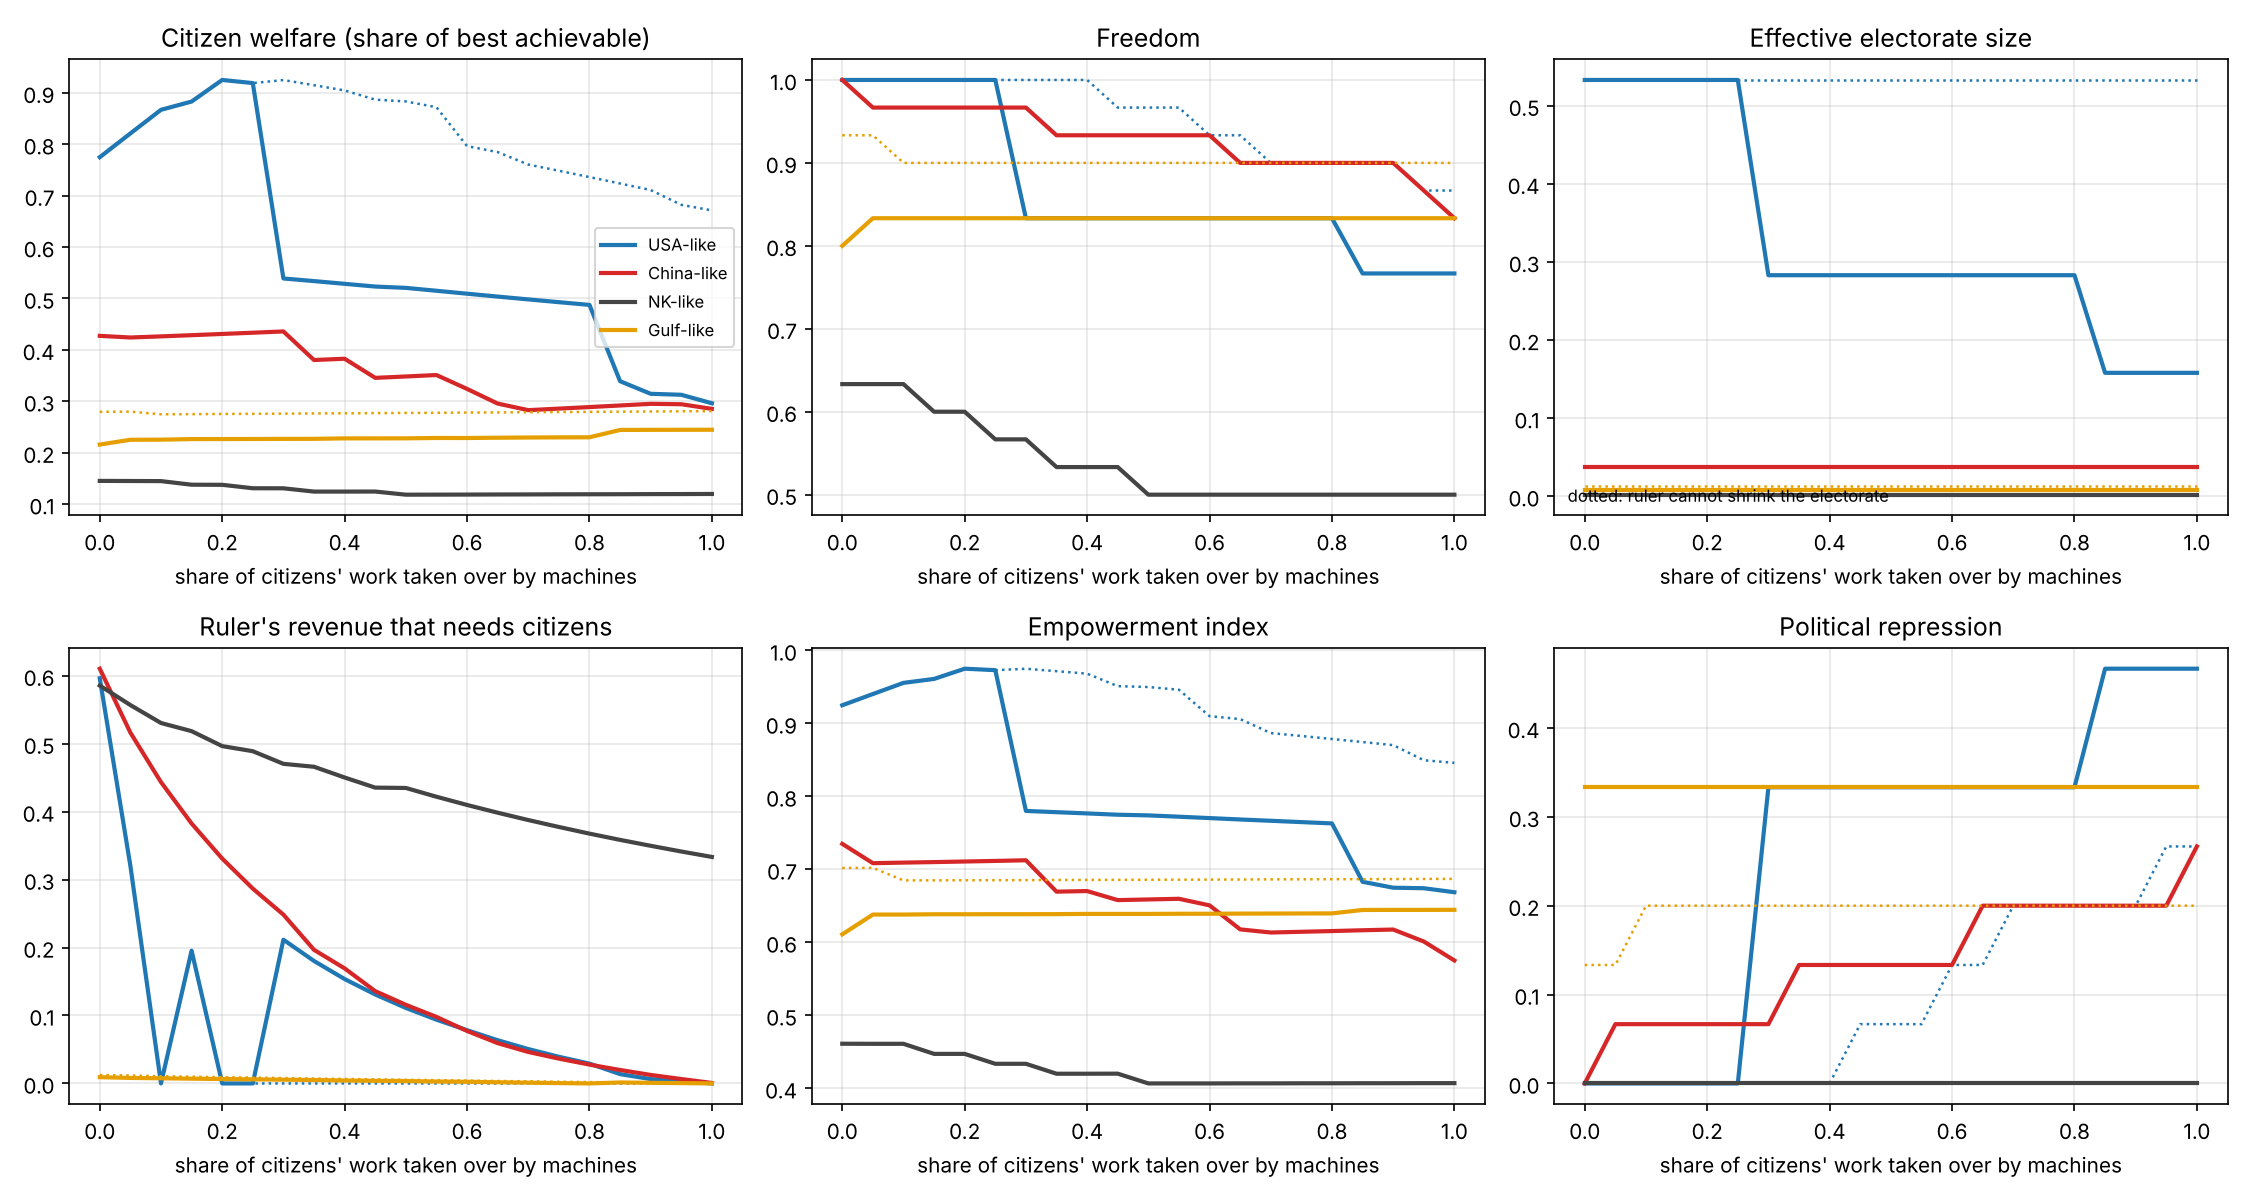 Citizen welfare (share of best achievable)
0.9
0.8
0.7
0.6
0.5
0.4
0.3
0.2
0.1
0.0 0.2 0.4 0.6 0.8 1.0
share of citizens' work taken over by machines
USA-like
China-like
NK-like
Gulf-like
Freedom
1.0
0.9
0.8
0.7
0.6
0.5
0.0 0.2 0.4 0.6 0.8 1.0
share of citizens' work taken over by machines
Effective electorate size
0.5
0.4
0.3
0.2
0.1
0.0
dotted: ruler cannot shrink the electorate
0.0 0.2 0.4 0.6 0.8 1.0
share of citizens' work taken over by machines
Ruler's revenue that needs citizens
0.6
0.5
0.4
0.3
0.2
0.1
0.0
0.0 0.2 0.4 0.6 0.8 1.0
share of citizens' work taken over by machines
Empowerment index
1.0
0.9
0.8
0.7
0.6
0.5
0.4
0.0 0.2 0.4 0.6 0.8 1.0
share of citizens' work taken over by machines
Political repression
0.4
0.3
0.2
0.1
0.0
0.0 0.2 0.4 0.6 0.8 1.0
share of citizens' work taken over by machines